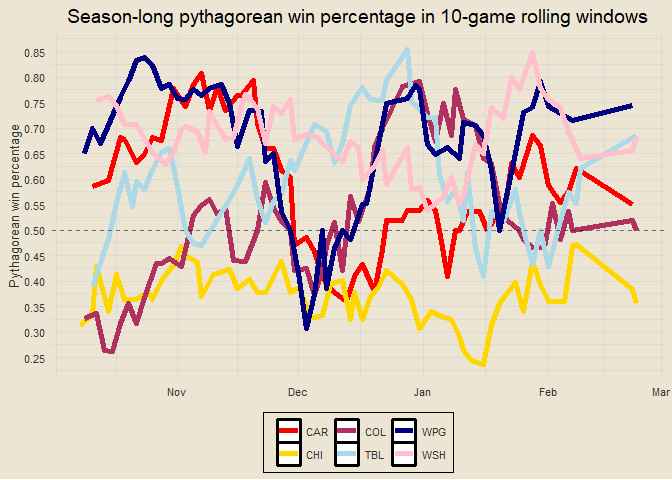 Season-long pythagorean win percentage in 10-game rolling windows
Pythagorean win percentage
0.85
0.80
0.75
0.70
0.65
0.60
0.55
0.50
0.45
0.40
0.35
0.30
0.25
Nov Dec Jan Feb Mar
CAR COL WPG
CHI TBL WSH